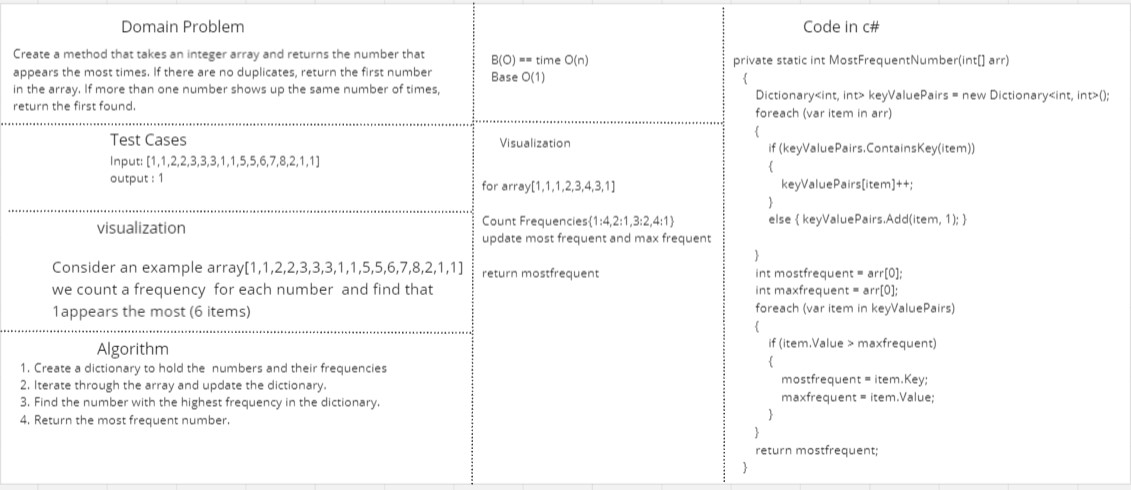 Domain Problem
Create a method that takes an integer array and returns the number that
appears the most times. If there are no duplicates, return the first number
in the array. If more than one number shows up the same number of times,
return the first found.
Test Cases
Input: [1,1,2,2,3,3,3,1,1,5,5,6,7,8,2,1,1]
output : 1
visualization
Consider an example array[1,1,2,2,3,3,3,1,1,5,5,6,7,8,2,1,1]
we count a frequency for each number and find that
1appears the most (6 items)
Algorithm
1. Create a dictionary to hold the numbers and their frequencies
2. Iterate through the array and update the dictionary.
3. Find the number with the highest frequency in the dictionary.
4. Return the most frequent number.
B(O) == time O(n)
Base O(1)
Visualization
for array[1,1,1,2,3,4,3,1]
Count Frequencies{1:4,2:1,3:2,4:1}
update most frequent and max frequent
return mostfrequent
Code in c#
private static int MostFrequentNumber(int[] arr)
{
Dictionary<int, int> keyValuePairs = new Dictionary<int, int>();
foreach (var item in arr)
{
if (keyValuePairs.ContainsKey(item))
{
keyValuePairs[item]++;
}
else { keyValuePairs.Add(item, 1); }
}
int mostfrequent = arr[0];
int maxfrequent = arr[0];
foreach (var item in keyValuePairs)
{
if (item.Value > maxfrequent)
{
mostfrequent = item.Key;
maxfrequent = item.Value;
}
}
return mostfrequent;
}